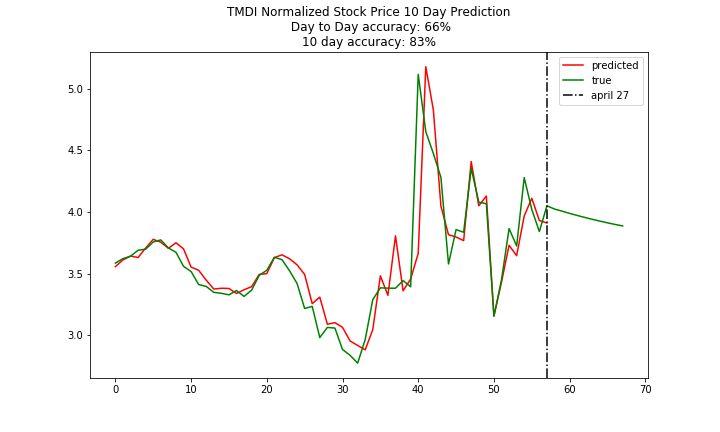 TMDI Normalized Stock Price 10 Day Prediction
Day to Day accuracy: 66%
10 day accuracy: 83%
predicted
true
april 27
5.0
4.5
4.0
3.5
3.0
0 10 20 30 40 50 60 70